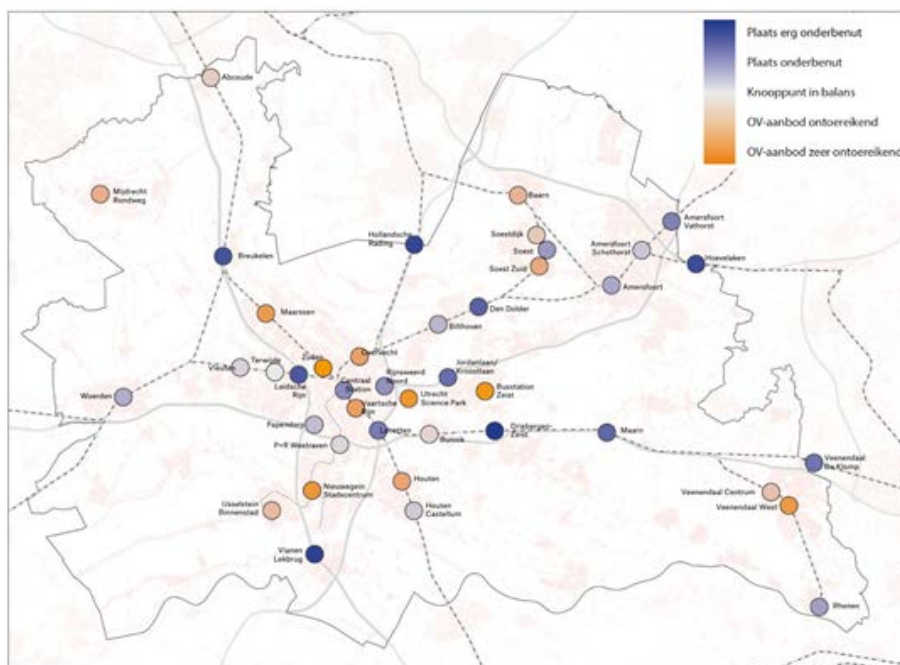 Plaats erg onderbenut
Plaats onderbenut
Knooppunt in balans
OV-aanbod ontoereikend
OV-aanbod zeer ontoereikend
Abcoude
Mijdrecht
Rondweg
Baarn
Amersfoort
Vathorst
Soestdijk
Hollandsche
Rading
Soest
Amersfoort
Schothorst
Breukelen
Hoevelaken
Soest Zuid
Amersfoort
Maarssen
Den Dolder
Bilthoven
Overvecht
Zuilen
Terwijde
Vleuten
Leidsche
Rijn
Centraal
Station
Rijnsweerd
Noord
Jordanlaan/
Kroostlaan
Woerden
Utrecht
Science Park
Busstation
Zeist
Vaartsche
Rijn
Papendorp
Lunetten
P+R Westraven
Bunnik
Driebergen-
Zeist
Maarn
Veenendaal
De Klomp
Houten
Nieuwegein
Stadscentrum
Veenendaal Centrum
Veenendaal West
IJsselstein
Binnenstad
Houten
Castellum
Vianen
Lekbrug
Rhenen